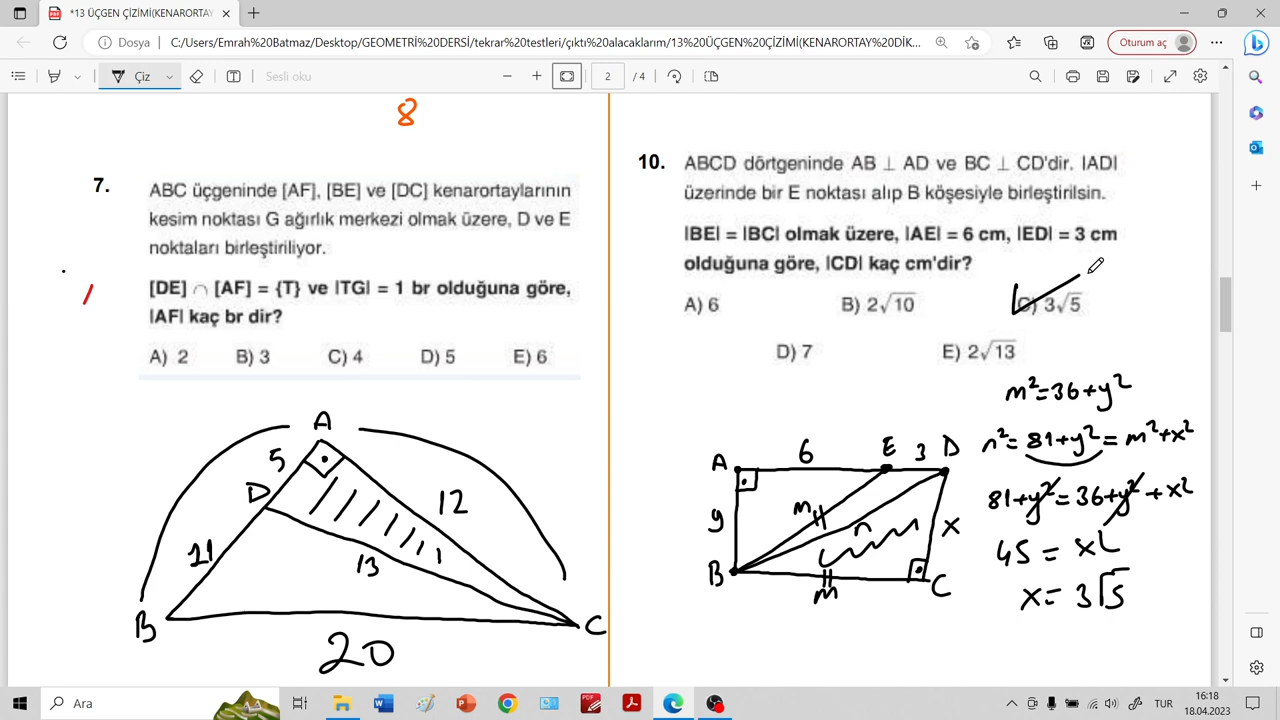 *13 ÜÇGEN ÇİZİMİ(KENARORTAY
Dosya
C:/Users/Emrah%20Batmaz/Desktop/GEOMETRİ%20DERSİ/tekrar%20testleri/çıktı%20alacaklarım/13%20ÜÇGEN%20ÇİZİMİ(KENARORTAY%20DİK...
Oturum aç
Çiz
Sesli oku
2
/ 4
8
7.
ABC üçgeninde [AF], [BE] ve [DC] kenarortaylarının
kesim noktası G ağırlık merkezi olmak üzere, D ve E
noktaları birleştiriliyor.
[DE] ∩ [AF] = {T} ve |TG| = 1 br olduğuna göre,
|AF| kaç br dir?
A) 2 B) 3 C) 4 D) 5 E) 6
A
5
D
12
21
13
B
C
20
10.
ABCD dörtgeninde AB ⊥ AD ve BC ⊥ CD'dir. |AD|
üzerinde bir E noktası alıp B köşesiyle birleştirilsin.
|BE| = |BC| olmak üzere, |AE| = 6 cm, |ED| = 3 cm
olduğuna göre, |CD| kaç cm'dir?
A) 6 B) 2√10 C) 3√5
D) 7 E) 2√13
A 6 E 3 D
y m n x
B m C
m²=36+y²
n²=81+y²=m²+x²
81+y²=36+y²+x²
45=x²
x=3√5
Ara
TUR
16:18
18.04.2023